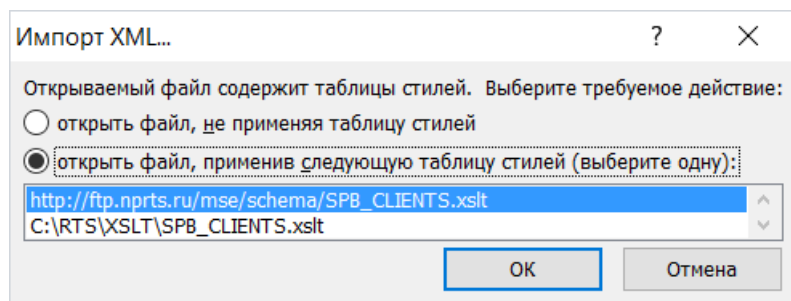 Импорт XML...
Открываемый файл содержит таблицы стилей. Выберите требуемое действие:
открыть файл, не применяя таблицу стилей
открыть файл, применив следующую таблицу стилей (выберите одну):
http://ftp.nprts.ru/mse/schema/SPB_CLIENTS.xslt
C:\RTS\XSLT\SPB_CLIENTS.xslt
ОК Отмена